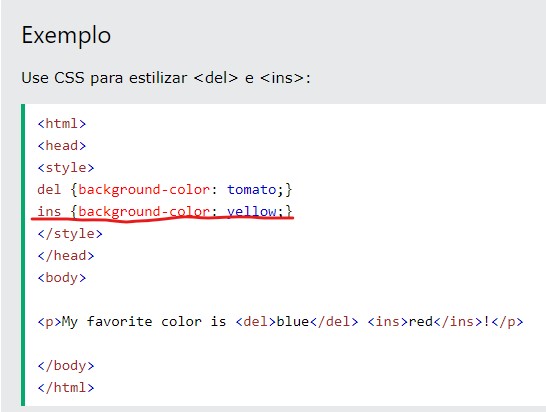 Exemplo
Use CSS para estilizar <del> e <ins>:
<html>
<head>
<style>
del {background-color: tomato;}
ins {background-color: yellow;}
</style>
</head>
<body>
<p>My favorite color is <del>blue</del> <ins>red</ins>!</p>
</body>
</html>